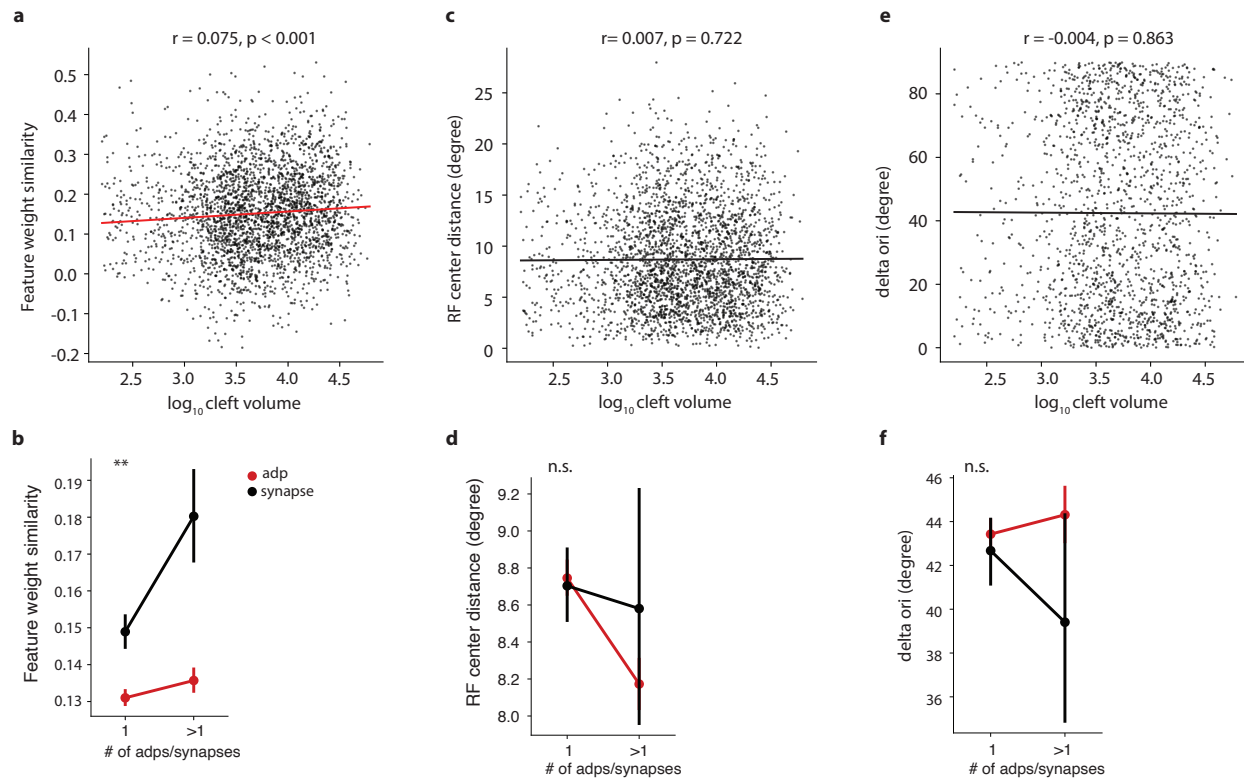 a
r = 0.075, p < 0.001
Feature weight similarity
0.5
0.4
0.3
0.2
0.1
0.0
-0.1
-0.2
2.5 3.0 3.5 4.0 4.5
log10 cleft volume
c
r= 0.007, p = 0.722
RF center distance (degree)
25
20
15
10
5
0
2.5 3.0 3.5 4.0 4.5
log10 cleft volume
e
r = -0.004, p = 0.863
delta ori (degree)
80
60
40
20
0
2.5 3.0 3.5 4.0 4.5
log10 cleft volume
b
**
adp
synapse
Feature weight similarity
0.19
0.18
0.17
0.16
0.15
0.14
0.13
1 >1
# of adps/synapses
d
n.s.
RF center distance (degree)
9.2
9.0
8.8
8.6
8.4
8.2
8.0
1 >1
# of adps/synapses
f
n.s.
delta ori (degree)
46
44
42
40
38
36
1 >1
# of adps/synapses